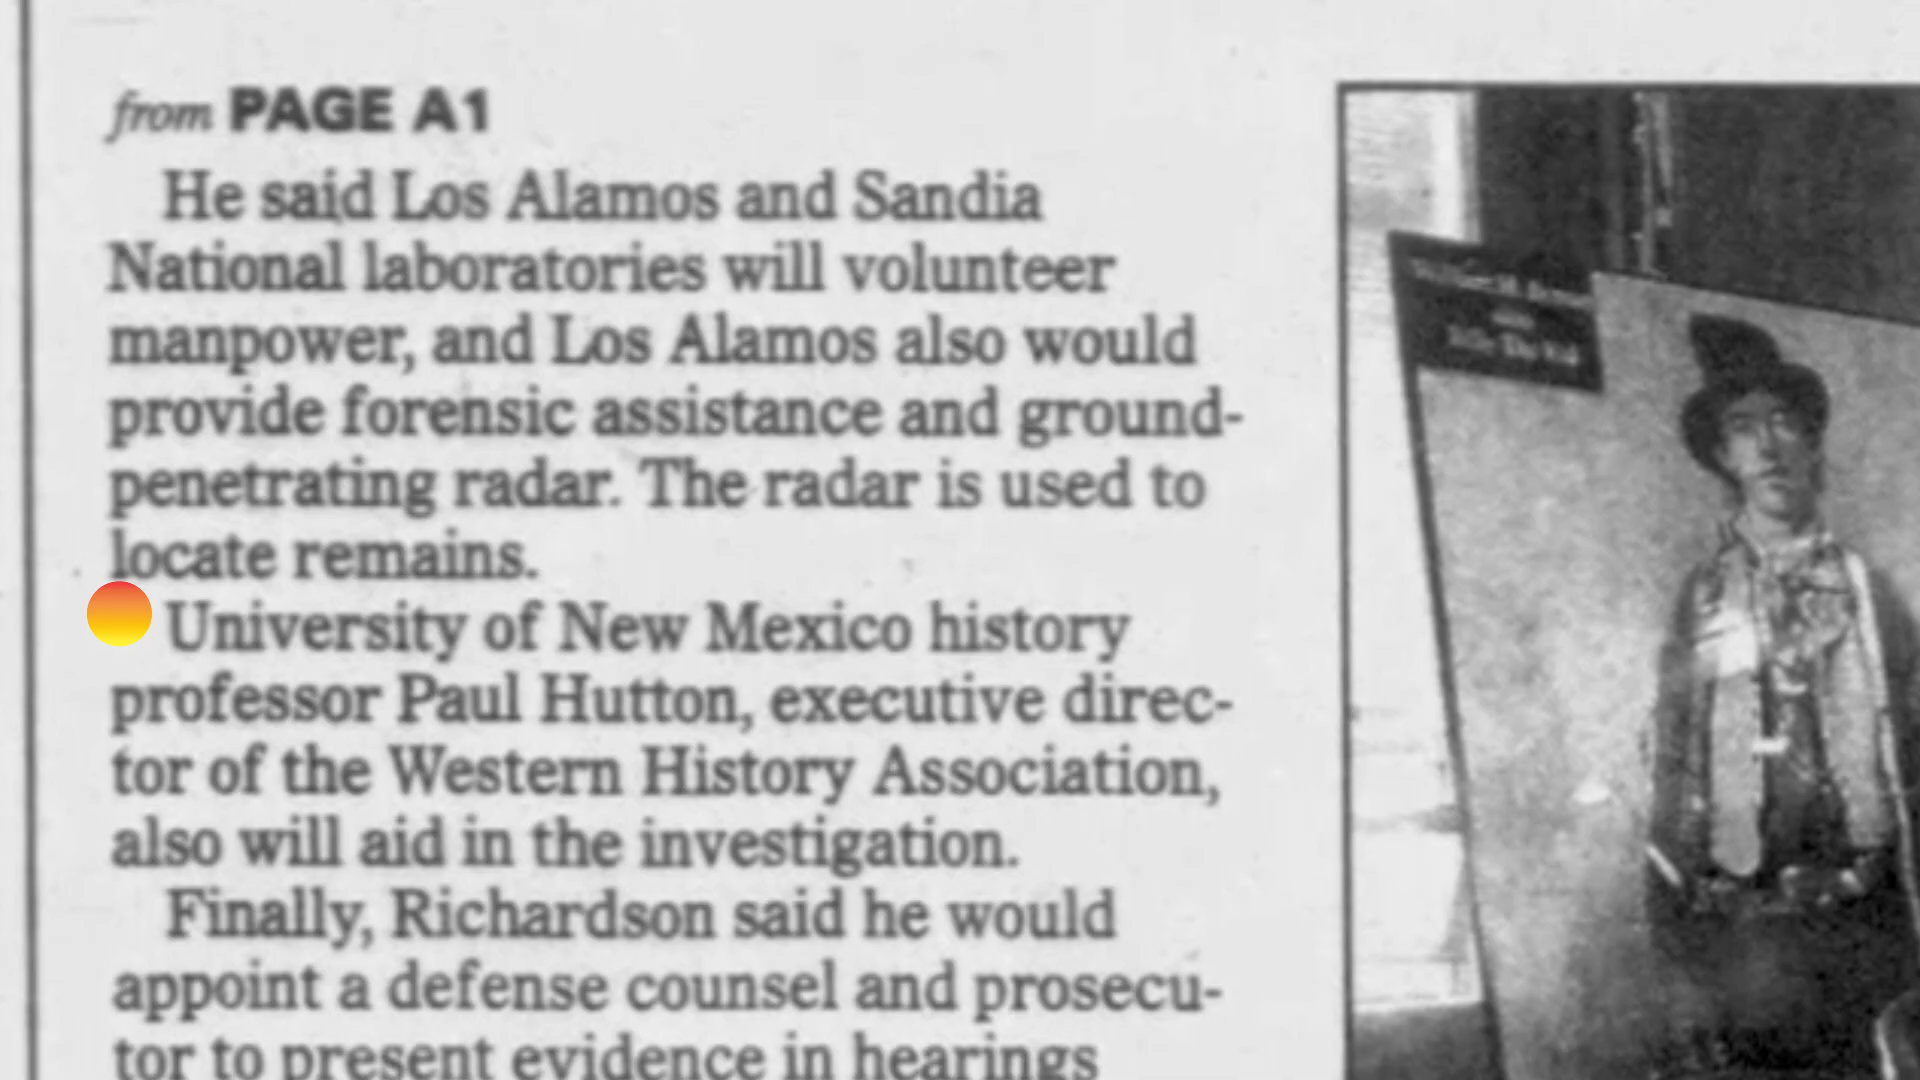 from PAGE A1
He said Los Alamos and Sandia
National laboratories will volunteer
manpower, and Los Alamos also would
provide forensic assistance and ground-
penetrating radar. The radar is used to
locate remains.
University of New Mexico history
professor Paul Hutton, executive direc-
tor of the Western History Association,
also will aid in the investigation.
Finally, Richardson said he would
appoint a defense counsel and prosecu-
tor to present evidence in hearings